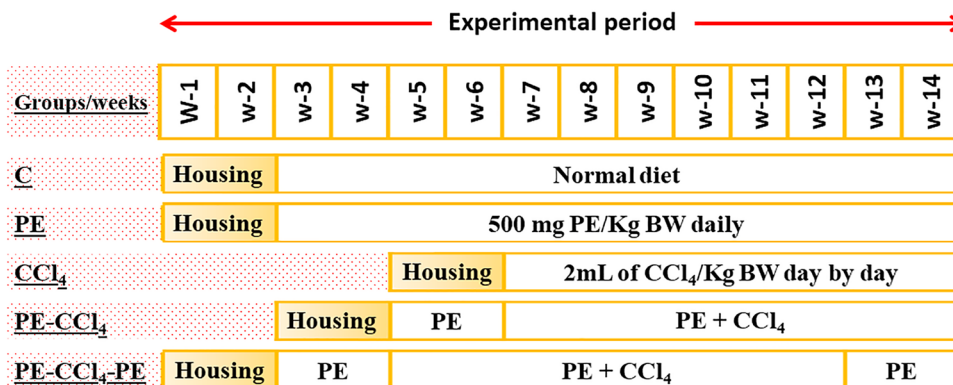 Experimental period
Groups/weeks W-1 w-2 w-3 w-4 w-5 w-6 w-7 w-8 w-9 w-10 w-11 w-12 w-13 w-14
C Housing Normal diet
PE Housing 500 mg PE/Kg BW daily
CCl₄ Housing 2mL of CCl₄/Kg BW day by day
PE-CCl₄ Housing PE PE + CCl₄
PE-CCl₄-PE Housing PE PE + CCl₄ PE